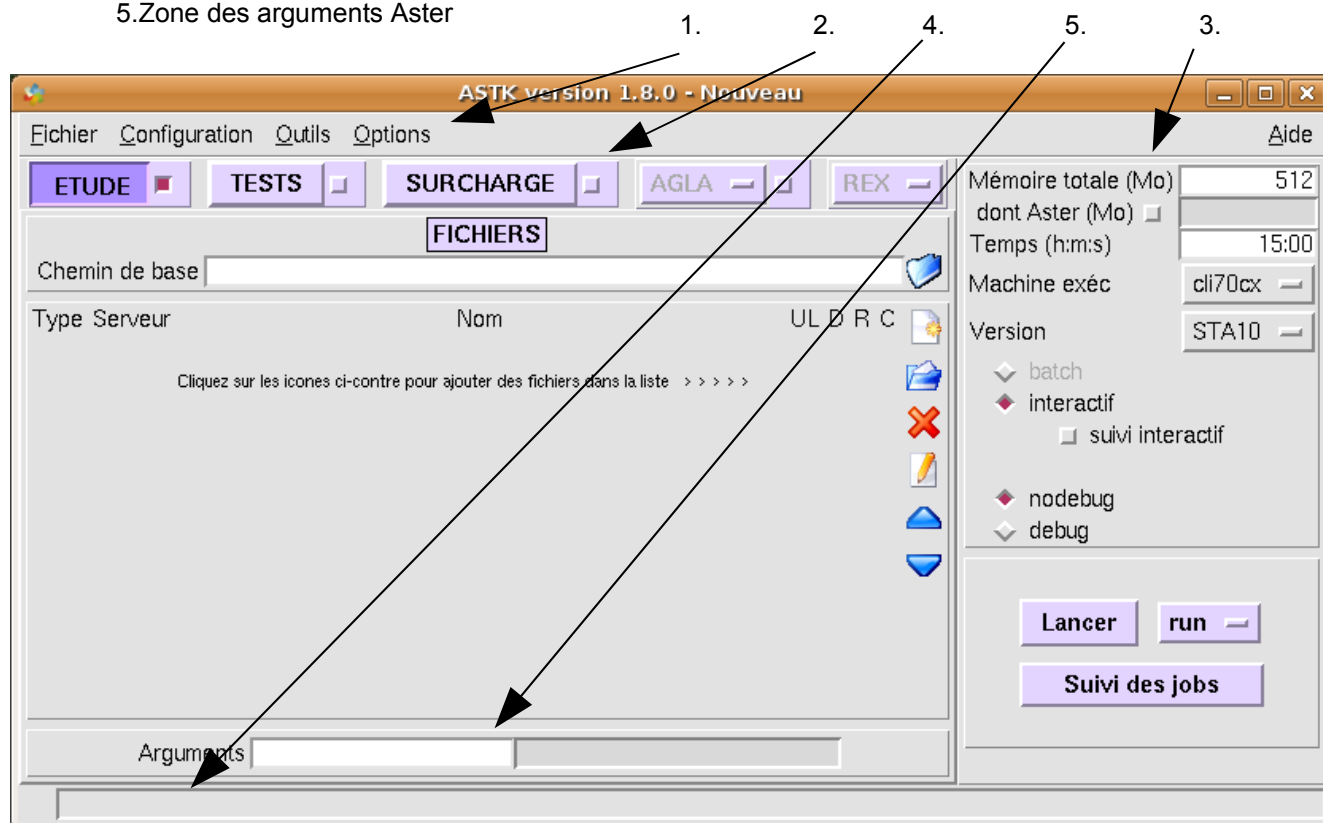 5.Zone des arguments Aster
1. 2. 4. 5. 3.
ASTK version 1.8.0 - Nouveau
Fichier Configuration Outils Options Aide
ETUDE TESTS SURCHARGE AGLA REX
FICHIERS
Chemin de base
Type Serveur Nom UL D R C
Cliquez sur les icones ci-contre pour ajouter des fichiers dans la liste > > > > >
Arguments
Mémoire totale (Mo) 512
dont Aster (Mo)
Temps (h:m:s) 15:00
Machine exéc cli70cx
Version STA10
batch
interactif
suivi interactif
nodebug
debug
Lancer run
Suivi des jobs